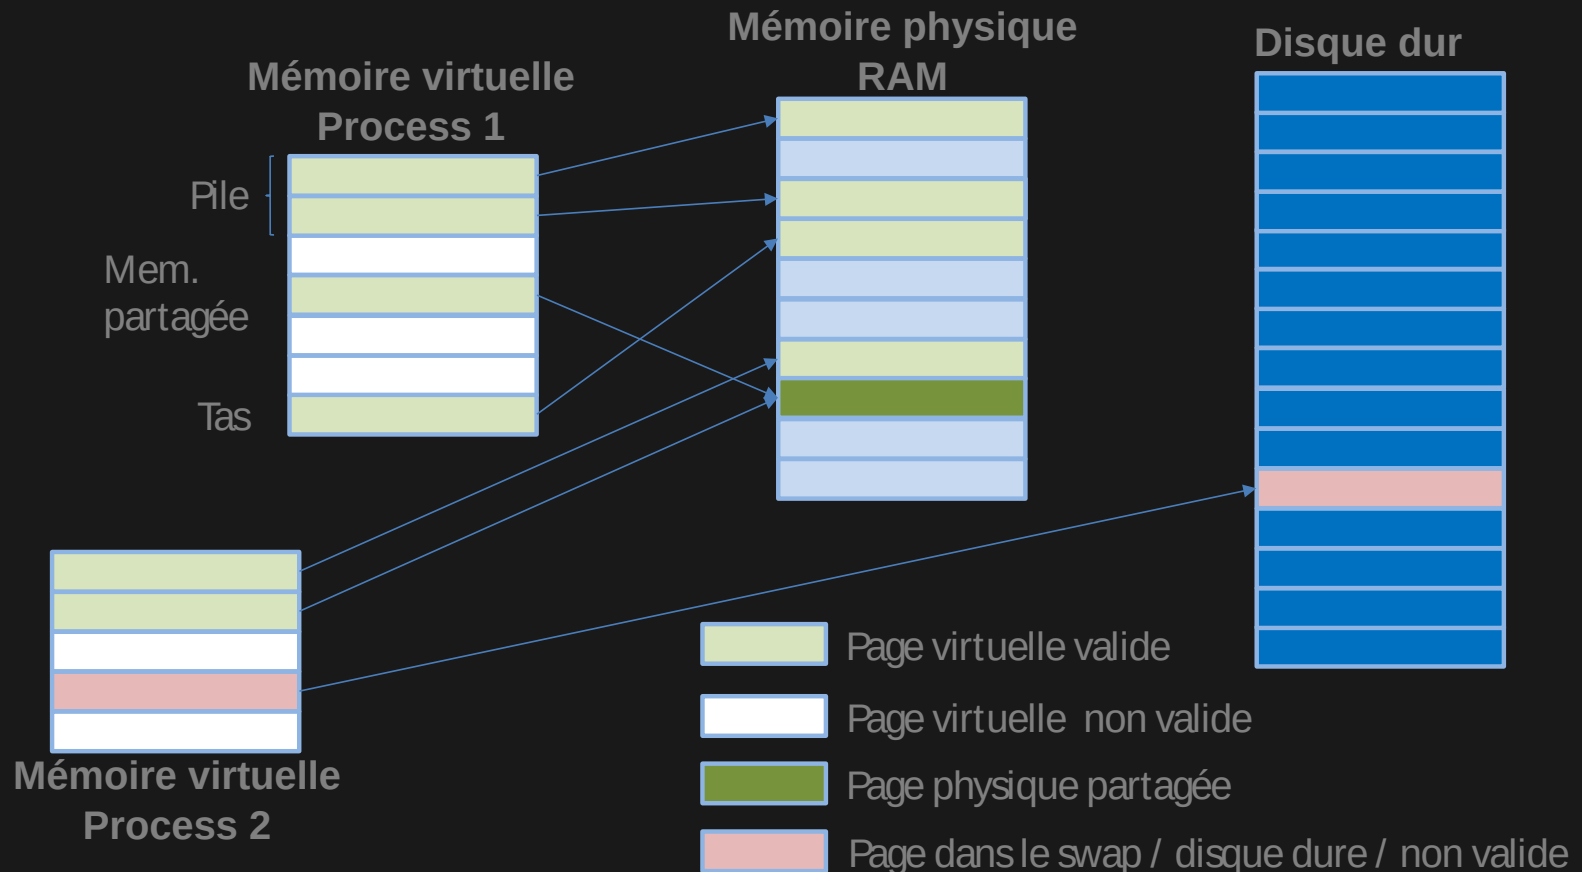 Mémoire virtuelle
Process 1
Mémoire physique
RAM
Disque dur
Pile
Mem.
partagée
Tas
Mémoire virtuelle
Process 2
Page virtuelle valide
Page virtuelle non valide
Page physique partagée
Page dans le swap / disque dure / non valide